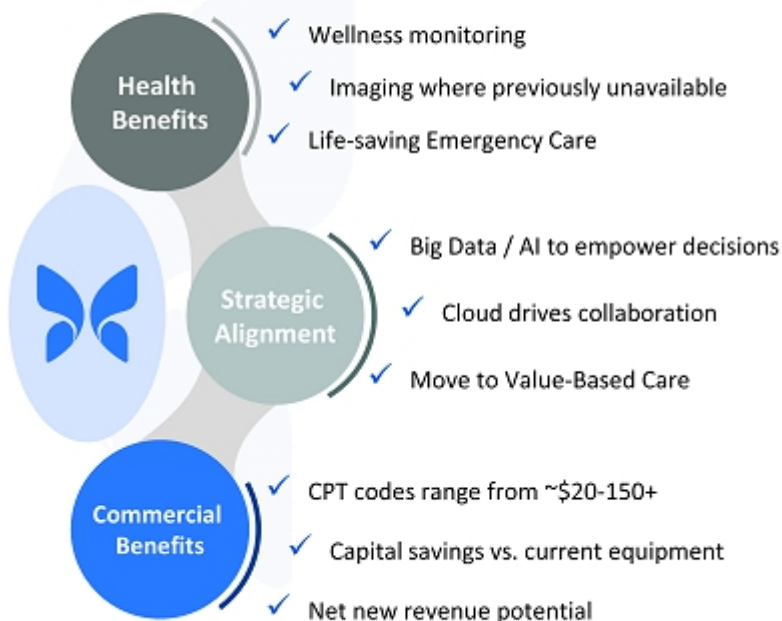 Health
Benefits
Wellness monitoring
Imaging where previously unavailable
Life-saving Emergency Care
Strategic
Alignment
Big Data / AI to empower decisions
Cloud drives collaboration
Move to Value-Based Care
Commercial
Benefits
CPT codes range from ~$20-150+
Capital savings vs. current equipment
Net new revenue potential